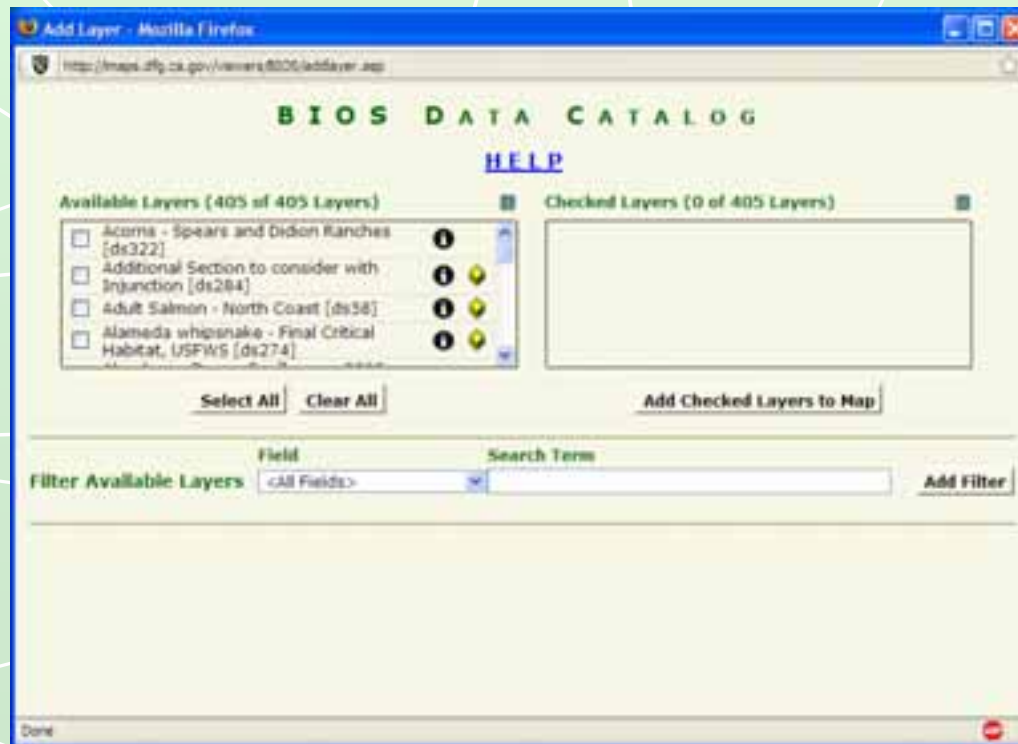 Add Layer - Mozilla Firefox
http://maps.dfg.ca.gov/viewers/BIOS/addlayer.asp
BIOS DATA CATALOG
HELP
Available Layers (405 of 405 Layers)
Checked Layers (0 of 405 Layers)
Acorns - Spears and Didion Ranches
[ds322]
Additional Section to consider with
Injunction [ds284]
Adult Salmon - North Coast [ds58]
Alameda whipsnake - Final Critical
Habitat, USFWS [ds274]
Select All
Clear All
Add Checked Layers to Map
Field
Search Term
Filter Available Layers
<All Fields>
Add Filter
Done